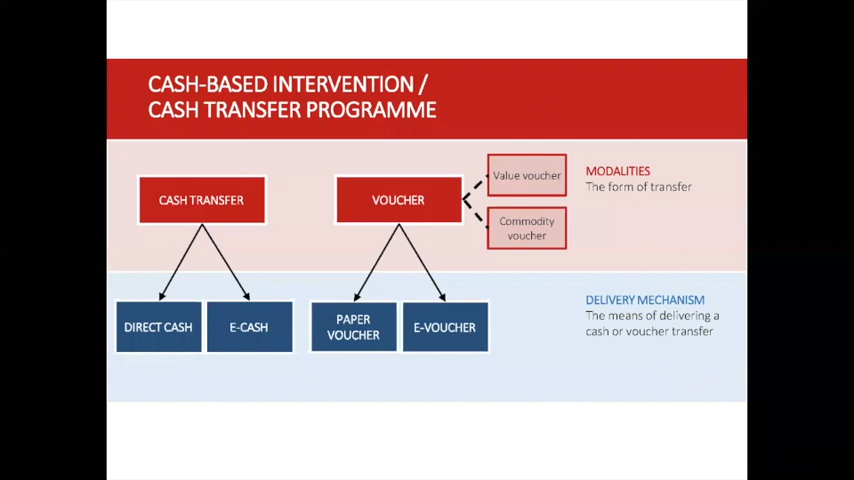 CASH-BASED INTERVENTION /
CASH TRANSFER PROGRAMME
CASH TRANSFER
VOUCHER
Value voucher
Commodity
voucher
MODALITIES
The form of transfer
DIRECT CASH
E-CASH
PAPER
VOUCHER
E-VOUCHER
DELIVERY MECHANISM
The means of delivering a
cash or voucher transfer